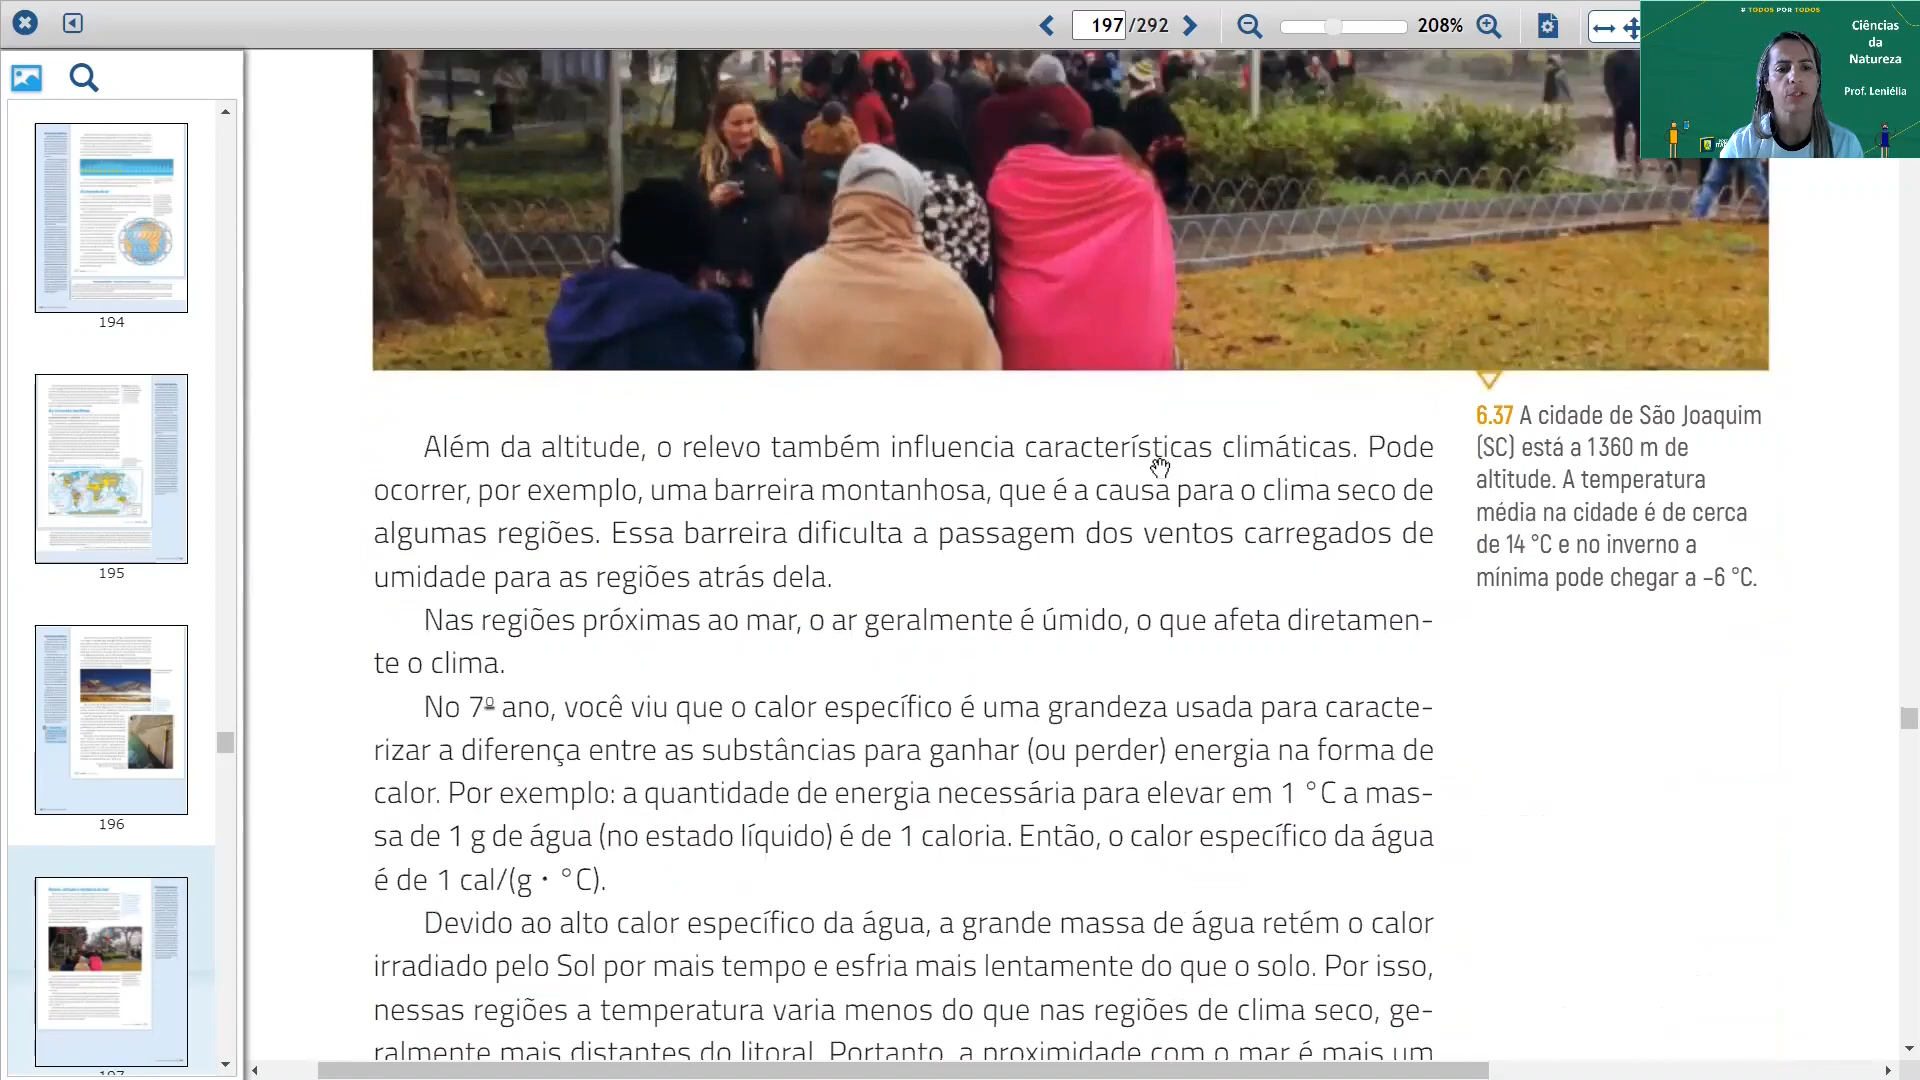 197 /292
208%
# TODOS POR TODOS
Ciências
da
Natureza
Prof. Leniélia
194
195
196
197
6.37 A cidade de São Joaquim
(SC) está a 1 360 m de
altitude. A temperatura
média na cidade é de cerca
de 14 °C e no inverno a
mínima pode chegar a –6 °C.
Além da altitude, o relevo também influencia características climáticas. Pode
ocorrer, por exemplo, uma barreira montanhosa, que é a causa para o clima seco de
algumas regiões. Essa barreira dificulta a passagem dos ventos carregados de
umidade para as regiões atrás dela.
Nas regiões próximas ao mar, o ar geralmente é úmido, o que afeta diretamen-
te o clima.
No 7º ano, você viu que o calor específico é uma grandeza usada para caracte-
rizar a diferença entre as substâncias para ganhar (ou perder) energia na forma de
calor. Por exemplo: a quantidade de energia necessária para elevar em 1 °C a mas-
sa de 1 g de água (no estado líquido) é de 1 caloria. Então, o calor específico da água
é de 1 cal/(g · °C).
Devido ao alto calor específico da água, a grande massa de água retém o calor
irradiado pelo Sol por mais tempo e esfria mais lentamente do que o solo. Por isso,
nessas regiões a temperatura varia menos do que nas regiões de clima seco, ge-
ralmente mais distantes do litoral. Portanto, a proximidade com o mar é mais um